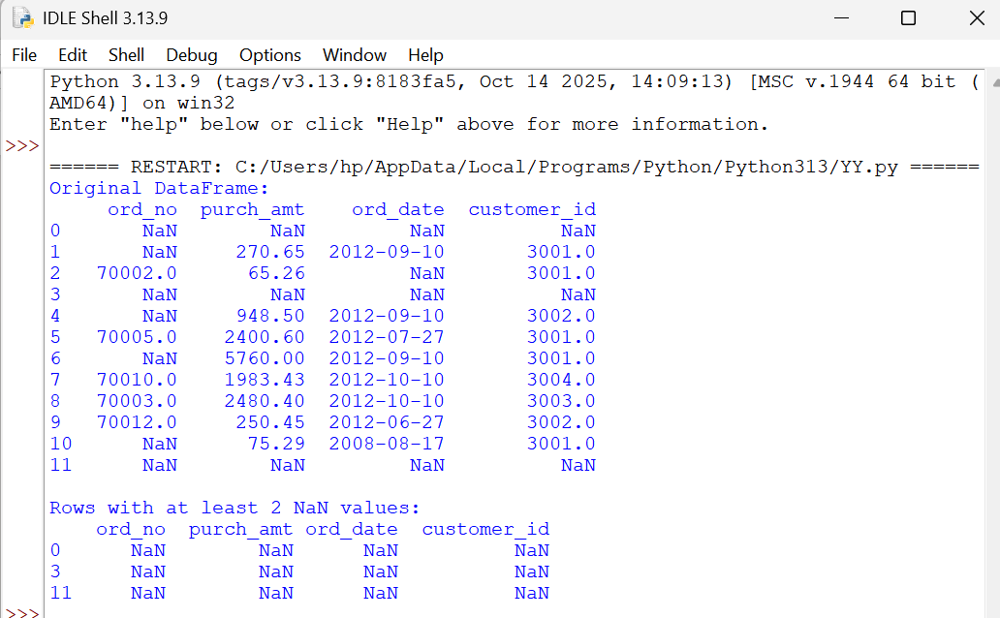 IDLE Shell 3.13.9
File Edit Shell Debug Options Window Help
Python 3.13.9 (tags/v3.13.9:8183fa5, Oct 14 2025, 14:09:13) [MSC v.1944 64 bit (
AMD64)] on win32
Enter "help" below or click "Help" above for more information.
>>>
====== RESTART: C:/Users/hp/AppData/Local/Programs/Python/Python313/YY.py ======
Original DataFrame:
     ord_no  purch_amt    ord_date  customer_id
0       NaN        NaN         NaN          NaN
1       NaN     270.65  2012-09-10       3001.0
2   70002.0      65.26         NaN       3001.0
3       NaN        NaN         NaN          NaN
4       NaN     948.50  2012-09-10       3002.0
5   70005.0    2400.60  2012-07-27       3001.0
6       NaN    5760.00  2012-09-10       3001.0
7   70010.0    1983.43  2012-10-10       3004.0
8   70003.0    2480.40  2012-10-10       3003.0
9   70012.0     250.45  2012-06-27       3002.0
10      NaN      75.29  2008-08-17       3001.0
11      NaN        NaN         NaN          NaN
Rows with at least 2 NaN values:
    ord_no  purch_amt ord_date  customer_id
0      NaN        NaN      NaN          NaN
3      NaN        NaN      NaN          NaN
11     NaN        NaN      NaN          NaN
>>>